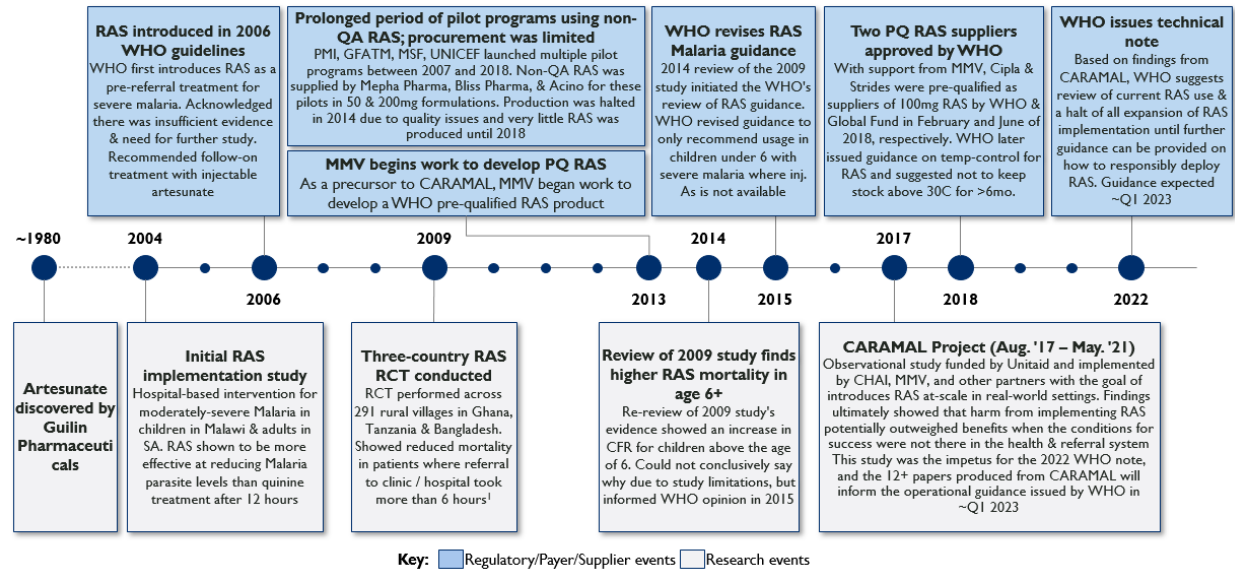 RAS introduced in 2006
WHO guidelines
WHO first introduces RAS as a
pre-referral treatment for
severe malaria. Acknowledged
there was insufficient evidence
& need for further study.
Recommended follow-on
treatment with injectable
artesunate
Prolonged period of pilot programs using non-
QA RAS; procurement was limited
PMI, GFATM, MSF, UNICEF launched multiple pilot
programs between 2007 and 2018. Non-QA RAS was
supplied by Mepha Pharma, Bliss Pharma, & Acino for these
pilots in 50 & 200mg formulations. Production was halted
in 2014 due to quality issues and very little RAS was
produced until 2018
MMV begins work to develop PQ RAS
As a precursor to CARAMAL, MMV began work to
develop a WHO pre-qualified RAS product
WHO revises RAS
Malaria guidance
2014 review of the 2009
study initiated the WHO's
review of RAS guidance.
WHO revised guidance to
only recommend usage in
children under 6 with
severe malaria where inj.
As is not available
Two PQ RAS suppliers
approved by WHO
With support from MMV, Cipla &
Strides were pre-qualified as
suppliers of 100mg RAS by WHO &
Global Fund in February and June of
2018, respectively. WHO later
issued guidance on temp-control for
RAS and suggested not to keep
stock above 30C for >6mo.
WHO issues technical
note
Based on findings from
CARAMAL, WHO suggests
review of current RAS use &
a halt of all expansion of RAS
implementation until further
guidance can be provided on
how to responsibly deploy
RAS. Guidance expected
~Q1 2023
~1980
2004
2009
2014
2017
2006
2013
2015
2018
2022
Artesunate
discovered by
Guilin
Pharmaceuti
cals
Initial RAS
implementation study
Hospital-based intervention for
moderately-severe Malaria in
children in Malawi & adults in
SA. RAS shown to be more
effective at reducing Malaria
parasite levels than quinine
treatment after 12 hours
Three-country RAS
RCT conducted
RCT performed across
291 rural villages in Ghana,
Tanzania & Bangladesh.
Showed reduced mortality
in patients where referral
to clinic / hospital took
more than 6 hours¹
Review of 2009 study finds
higher RAS mortality in
age 6+
Re-review of 2009 study's
evidence showed an increase in
CFR for children above the age
of 6. Could not conclusively say
why due to study limitations, but
informed WHO opinion in 2015
CARAMAL Project (Aug. '17 – May. '21)
Observational study funded by Unitaid and implemented
by CHAI, MMV, and other partners with the goal of
introduces RAS at-scale in real-world settings. Findings
ultimately showed that harm from implementing RAS
potentially outweighed benefits when the conditions for
success were not there in the health & referral system
This study was the impetus for the 2022 WHO note,
and the 12+ papers produced from CARAMAL will
inform the operational guidance issued by WHO in
~Q1 2023
Key: Regulatory/Payer/Supplier events Research events